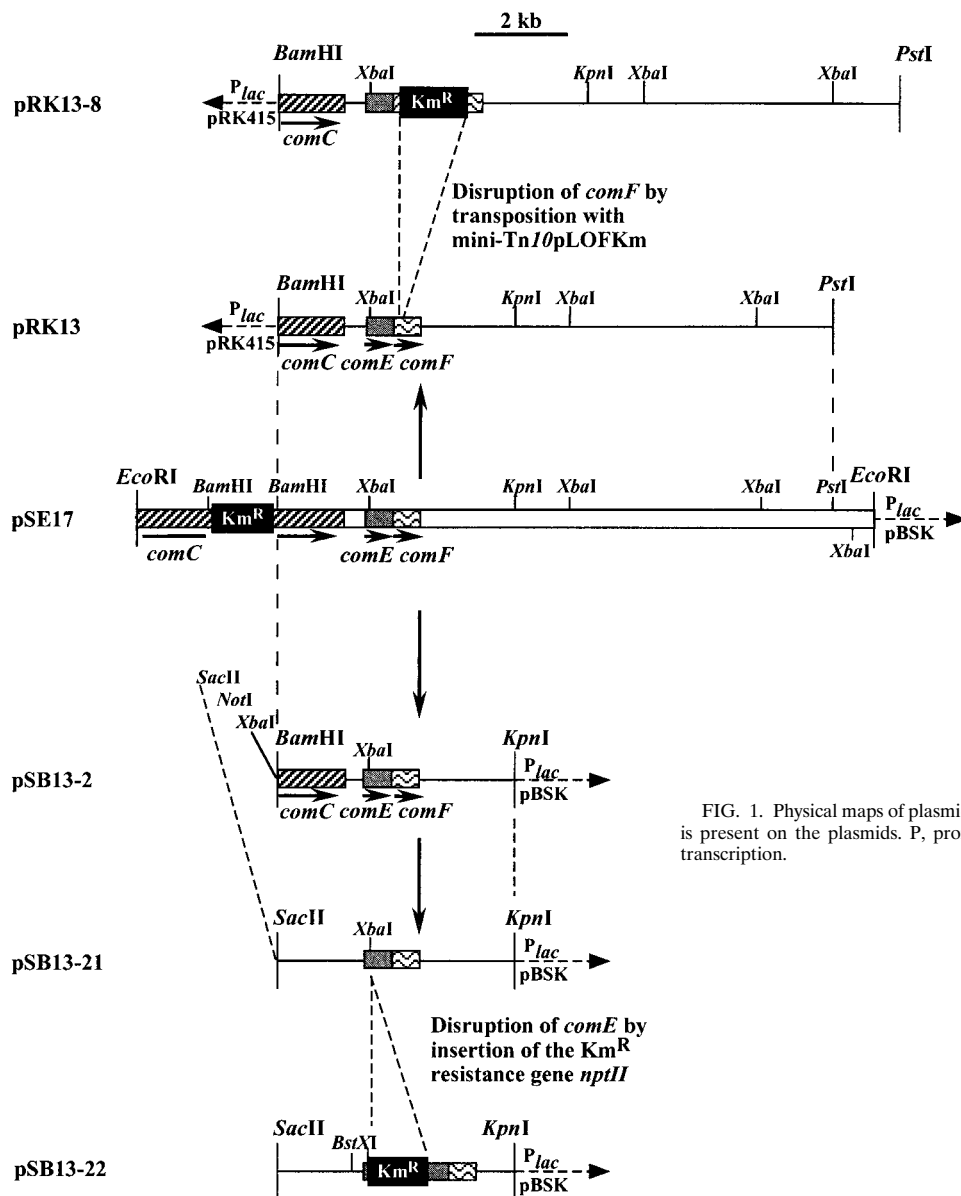 2 kb
BamHI
XbaI
KpnI
XbaI
XbaI
PstI
pRK13-8
Plac
pRK415
KmR
comC
Disruption of comF by
transposition with
mini-Tn10pLOFKm
BamHI
XbaI
KpnI
XbaI
XbaI
PstI
pRK13
Plac
pRK415
comC
comE
comF
EcoRI
BamHI
BamHI
XbaI
KpnI
XbaI
XbaI
PstI
EcoRI
pSE17
KmR
Plac
pBSK
comC
comE
comF
XbaI
SacII
NotI
XbaI
BamHI
XbaI
KpnI
pSB13-2
Plac
pBSK
comC
comE
comF
FIG. 1. Physical maps of plasmi
is present on the plasmids. P, pro
transcription.
SacII
XbaI
KpnI
pSB13-21
Plac
pBSK
Disruption of comE by
insertion of the KmR
resistance gene nptII
SacII
BstXI
KpnI
pSB13-22
KmR
Plac
pBSK